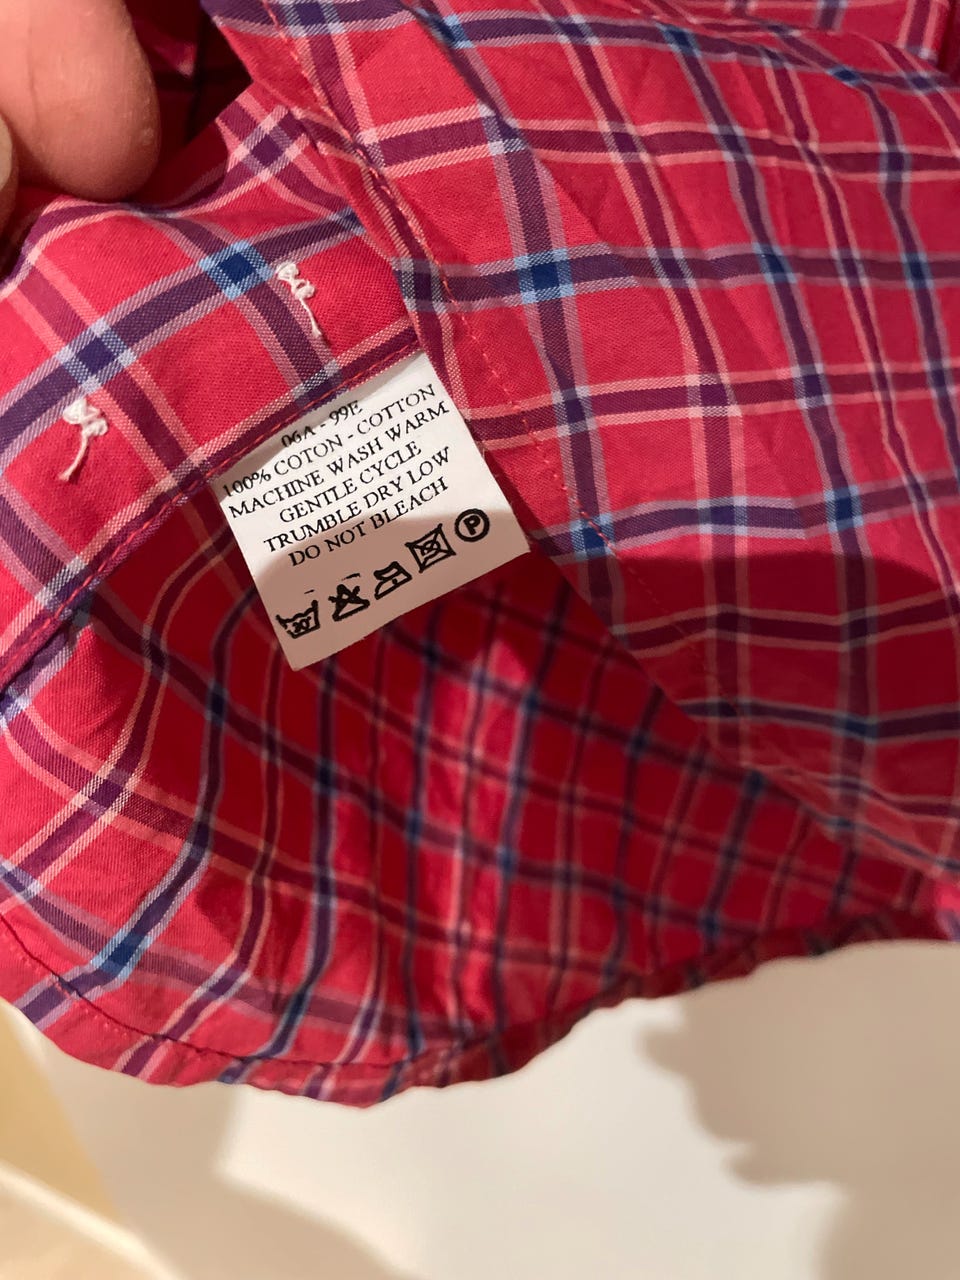 06A - 99E
100% COTON - COTTON
MACHINE WASH WARM
GENTLE CYCLE
TRUMBLE DRY LOW
DO NOT BLEACH
P